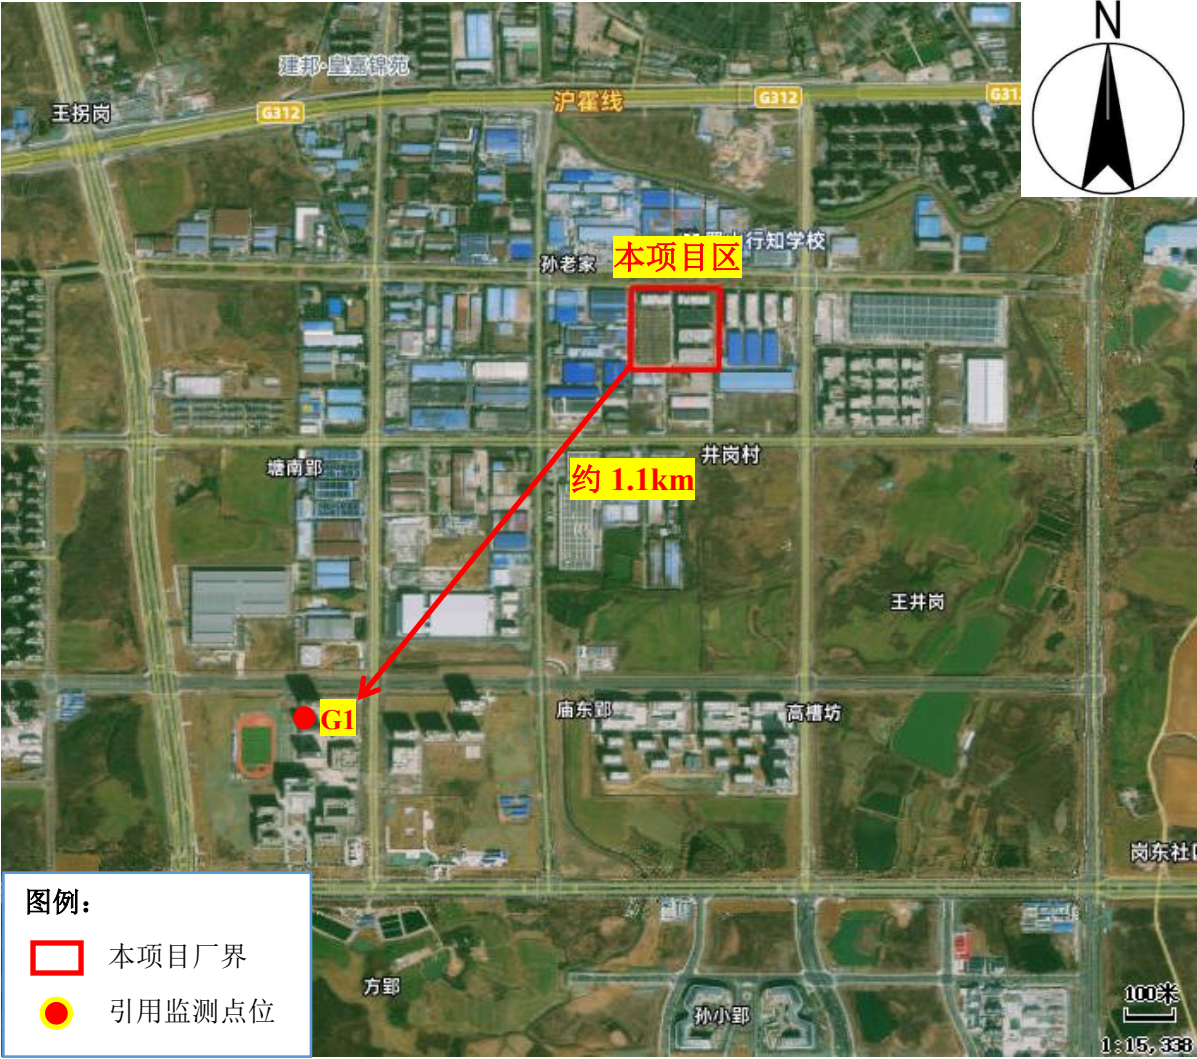 N
建邦·皇嘉锦苑
王拐岗
G312
沪霍线
G312
G31
行知学校
孙老家
本项目区
井岗村
塘南郢
约 1.1km
王井岗
G1
庙东郢
高槽坊
岗东社
图例：
本项目厂界
引用监测点位
方郢
孙小郢
100米
1:15,338